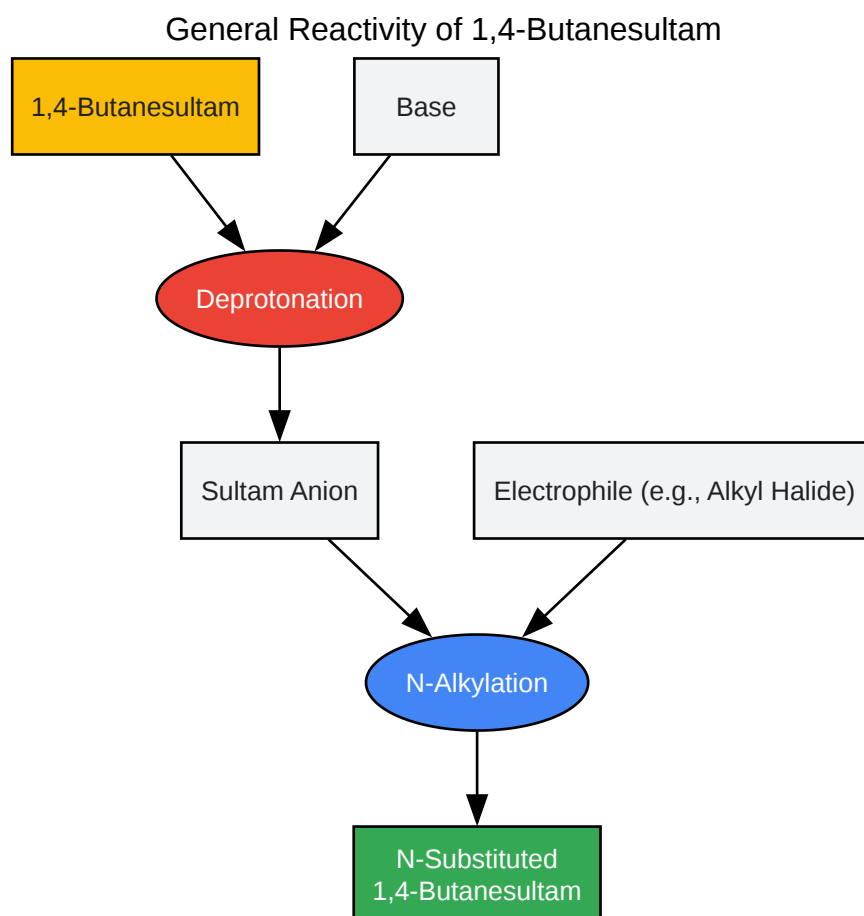 General Reactivity of 1,4-Butanesultam
1,4-Butanesultam
Base
Deprotonation
Sultam Anion
Electrophile (e.g., Alkyl Halide)
N-Alkylation
N-Substituted
1,4-Butanesultam